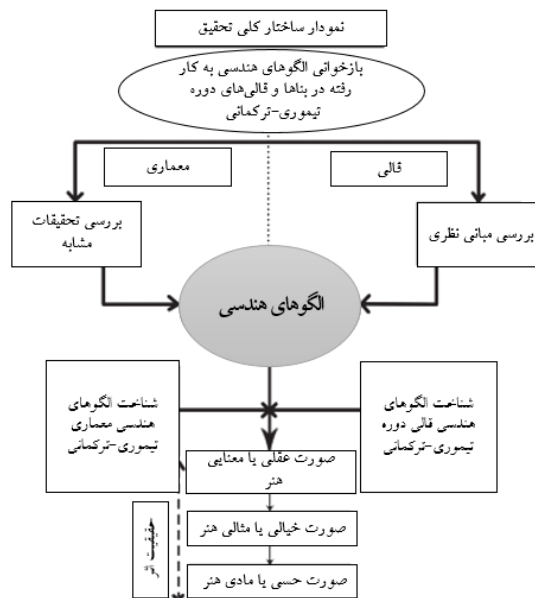 نمودار ساختار کلی تحقیق
بازخوانی الگوهای هندسی به کار
رفته در بناها و قالی‌های دوره
تیموری-ترکمانی
قالی
معماری
بررسی مبانی نظری
بررسی تحقیقات
مشابه
الگوهای هندسی
شناخت الگوهای
هندسی قالی دوره
تیموری-ترکمانی
شناخت الگوهای
هندسی معماری
تیموری-ترکمانی
صورت عقلی یا معنایی
هنر
صورت خیالی یا مثالی هنر
صورت حسی یا مادی هنر
حقیقیت اثر